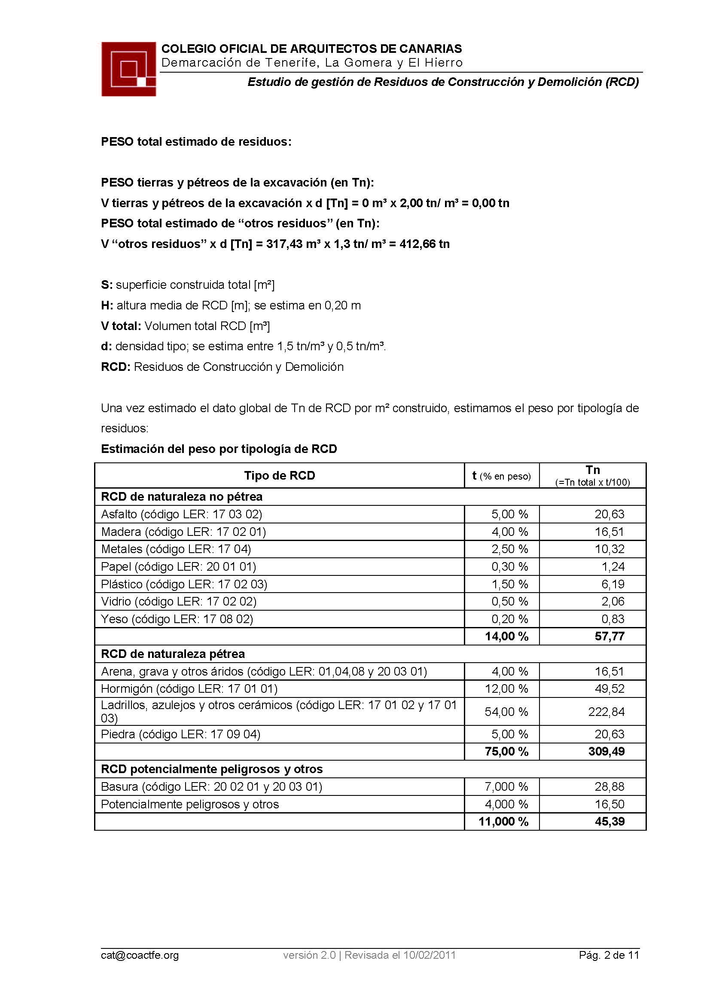 COLEGIO OFICIAL DE ARQUITECTOS DE CANARIAS
Demarcación de Tenerife, La Gomera y El Hierro
Estudio de gestión de Residuos de Construcción y Demolición (RCD)
PESO total estimado de residuos:
PESO tierras y pétreos de la excavación (en Tn):
V tierras y pétreos de la excavación x d [Tn] = 0 m³ x 2,00 tn/ m³ = 0,00 tn
PESO total estimado de “otros residuos” (en Tn):
V “otros residuos” x d [Tn] = 317,43 m³ x 1,3 tn/ m³ = 412,66 tn
S: superficie construida total [m²]
H: altura media de RCD [m]; se estima en 0,20 m
V total: Volumen total RCD [m³]
d: densidad tipo; se estima entre 1,5 tn/m³ y 0,5 tn/m³.
RCD: Residuos de Construcción y Demolición
Una vez estimado el dato global de Tn de RCD por m² construido, estimamos el peso por tipología de
residuos:
Estimación del peso por tipología de RCD
Tipo de RCD t (% en peso) Tn
(=Tn total x t/100)
RCD de naturaleza no pétrea
Asfalto (código LER: 17 03 02) 5,00 % 20,63
Madera (código LER: 17 02 01) 4,00 % 16,51
Metales (código LER: 17 04) 2,50 % 10,32
Papel (código LER: 20 01 01) 0,30 % 1,24
Plástico (código LER: 17 02 03) 1,50 % 6,19
Vidrio (código LER: 17 02 02) 0,50 % 2,06
Yeso (código LER: 17 08 02) 0,20 % 0,83
14,00 % 57,77
RCD de naturaleza pétrea
Arena, grava y otros áridos (código LER: 01,04,08 y 20 03 01) 4,00 % 16,51
Hormigón (código LER: 17 01 01) 12,00 % 49,52
Ladrillos, azulejos y otros cerámicos (código LER: 17 01 02 y 17 01
03) 54,00 % 222,84
Piedra (código LER: 17 09 04) 5,00 % 20,63
75,00 % 309,49
RCD potencialmente peligrosos y otros
Basura (código LER: 20 02 01 y 20 03 01) 7,000 % 28,88
Potencialmente peligrosos y otros 4,000 % 16,50
11,000 % 45,39
cat@coactfe.org versión 2.0 | Revisada el 10/02/2011 Pág. 2 de 11